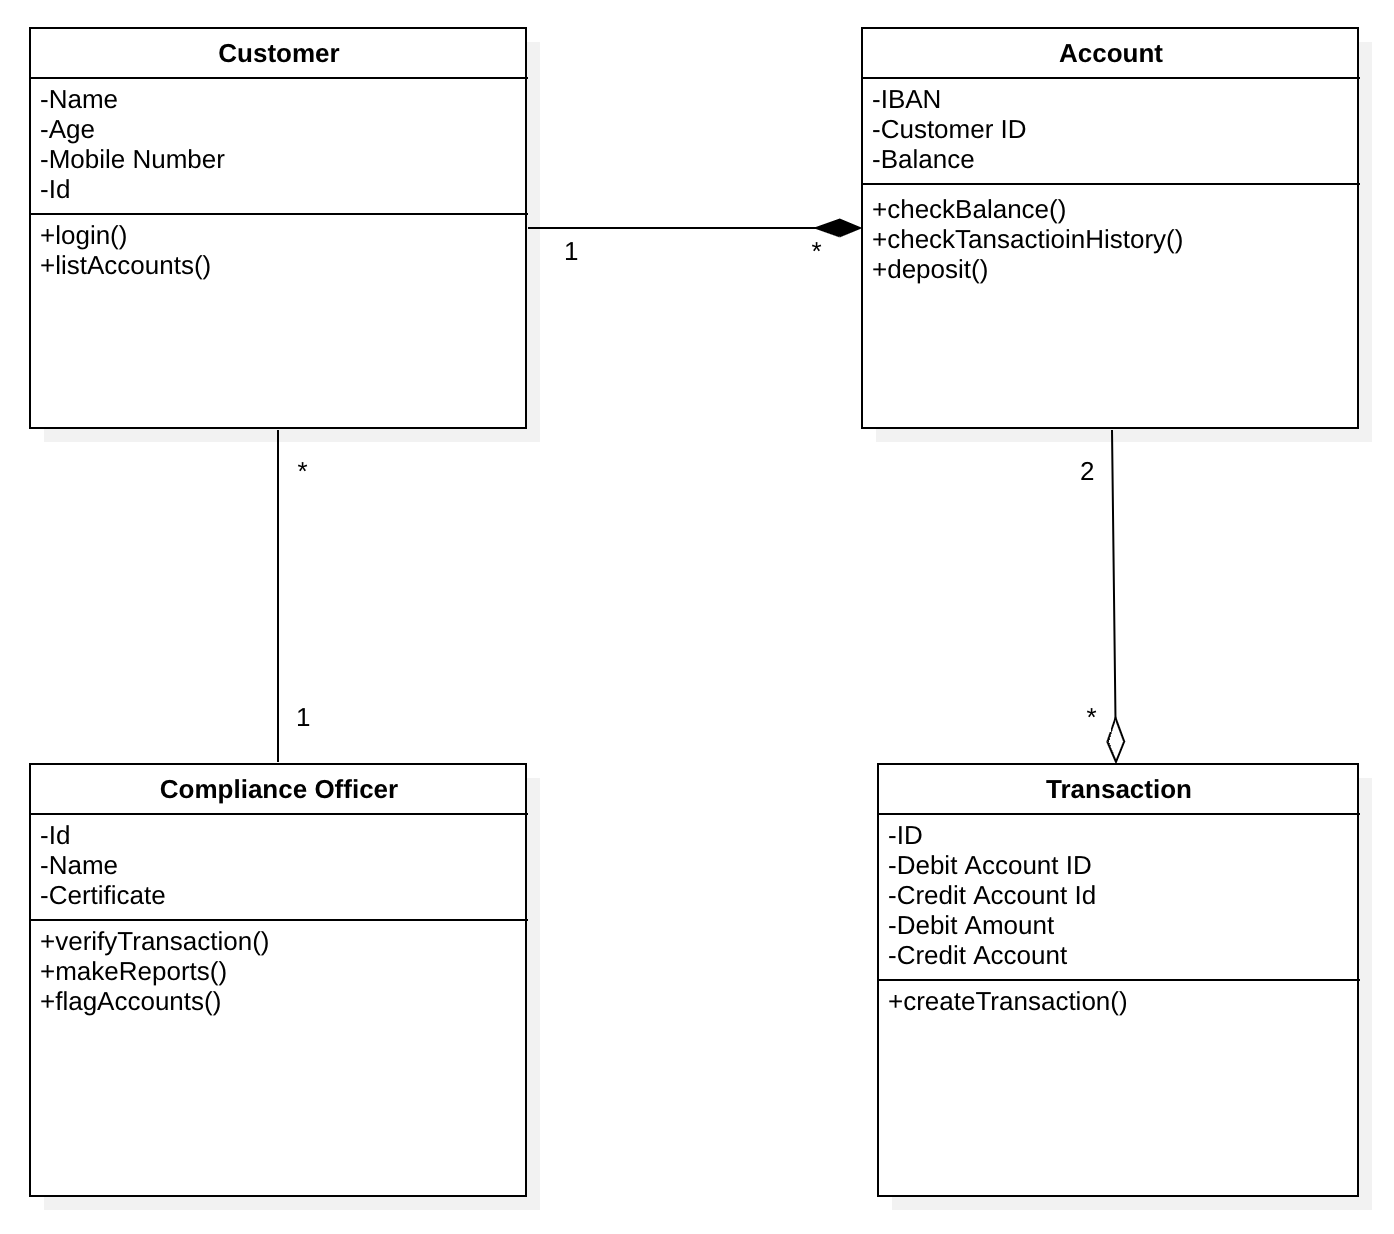 Customer
-Name
-Age
-Mobile Number
-Id
+login()
+listAccounts()
Account
-IBAN
-Customer ID
-Balance
+checkBalance()
+checkTansactioinHistory()
+deposit()
1
*
*
1
2
*
Compliance Officer
-Id
-Name
-Certificate
+verifyTransaction()
+makeReports()
+flagAccounts()
Transaction
-ID
-Debit Account ID
-Credit Account Id
-Debit Amount
-Credit Account
+createTransaction()